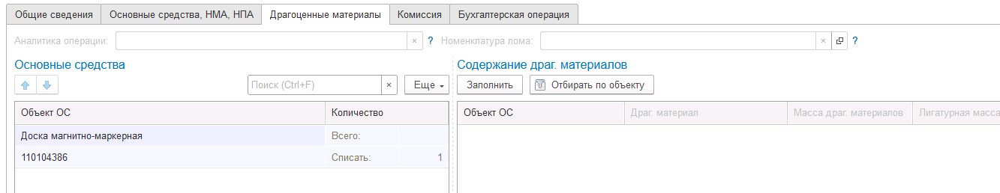 Общие сведения Основные средства, НМА, НПА Драгоценные материалы Комиссия Бухгалтерская операция
Аналитика операции: × ? Номенклатура лома: × ?
Основные средства Содержание драг. материалов
Поиск (Ctrl+F) × Еще Заполнить Отбирать по объекту
Объект ОС Количество Объект ОС Драг. материал Масса драг. материалов Лигатурная масса
Доска магнитно-маркерная Всего:
110104386 Списать: 1